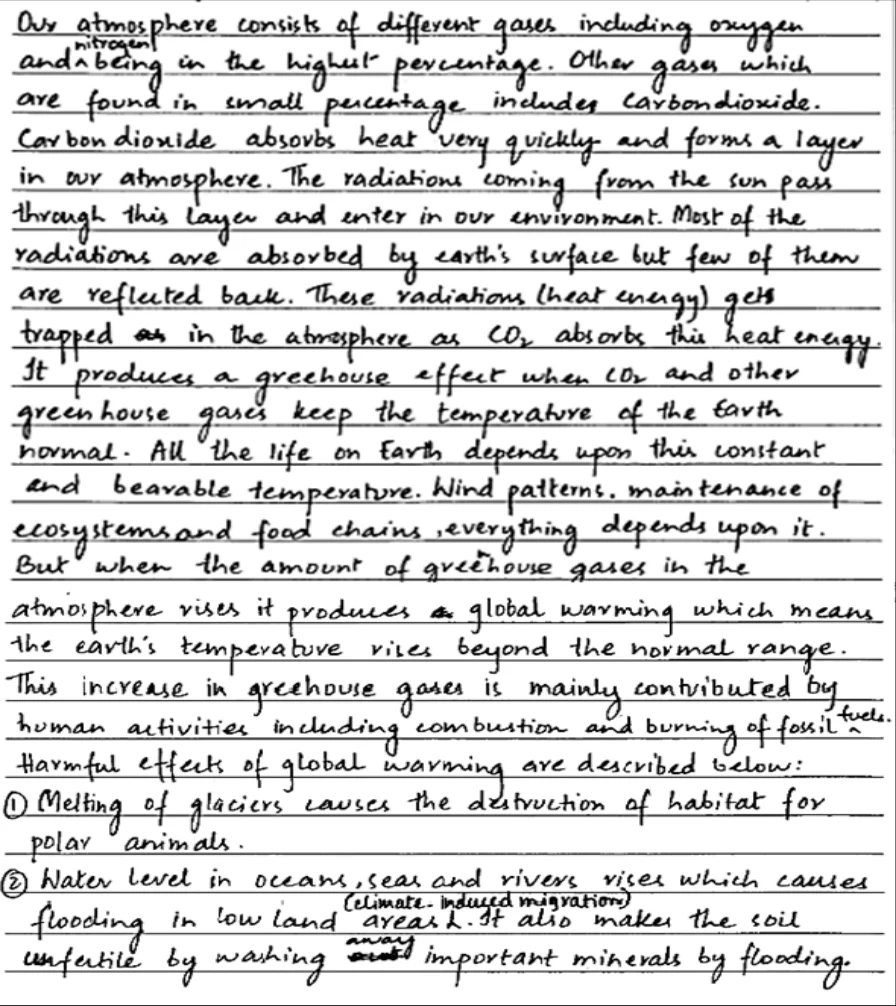 Our atmosphere consists of different gases including oxygen
and nitrogen being in the highest percentage. Other gases which
are found in small percentage includes Carbondioxide.
Carbondioxide absorbs heat very quickly and forms a layer
in our atmosphere. The radiations coming from the sun pass
through this layer and enter in our environment. Most of the
radiations are absorbed by earth's surface but few of them
are reflected back. These radiations (heat energy) gets
trapped as in the atmosphere as CO₂ absorbs this heat energy.
It produces a greehouse effect when CO₂ and other
greenhouse gases keep the temperature of the Earth
normal. All the life on Earth depends upon this constant
and bearable temperature. Wind patterns, maintenance of
ecosystems and food chains, everything depends upon it.
But when the amount of greehouse gases in the
atmosphere rises it produces a global warming which means
the earth's temperature rises beyond the normal range.
This increase in greehouse gases is mainly contributed by
human activities including combustion and burning of fossil fuels.
Harmful effects of global warming are described below:
① Melting of glaciers causes the destruction of habitat for
polar animals.
② Water level in oceans, seas and rivers rises which causes
flooding in low land areas (climate-induced migration). It also makes the soil
unfertile by washing away important minerals by flooding.